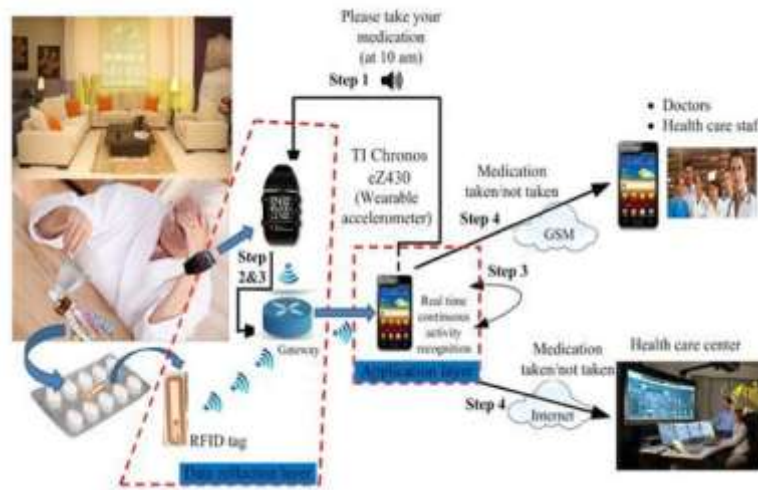 Please take your
medication
(at 10 am)
Step 1
• Doctors
• Health care staf
TI Chronos
eZ430
(Wearable
accelerometer)
Medication
taken/not taken
Step 4
GSM
Step
2&3
Step 3
Real time
continuous
activity
recognition
Gateway
Application layer
Health care center
Medication
taken/not taken
Step 4
Internet
RFID tag
Data
layer